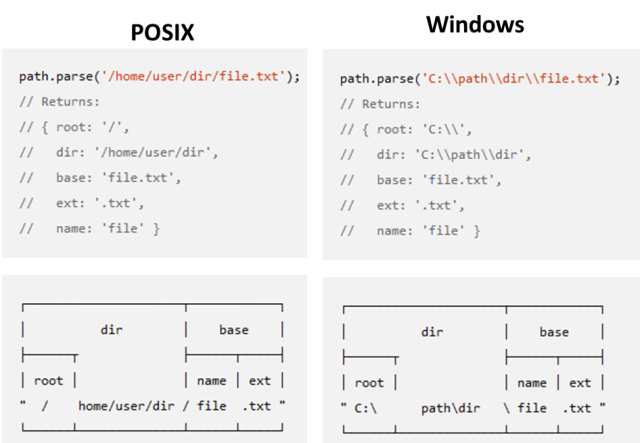 POSIX
path.parse('/home/user/dir/file.txt');
// Returns:
// { root: '/',
//   dir: '/home/user/dir',
//   base: 'file.txt',
//   ext: '.txt',
//   name: 'file' }
dir base
root name ext
" / home/user/dir / file .txt "
Windows
path.parse('C:\\path\\dir\\file.txt');
// Returns:
// { root: 'C:\\',
//   dir: 'C:\\path\\dir',
//   base: 'file.txt',
//   ext: '.txt',
//   name: 'file' }
dir base
root name ext
" C:\ path\dir \ file .txt "